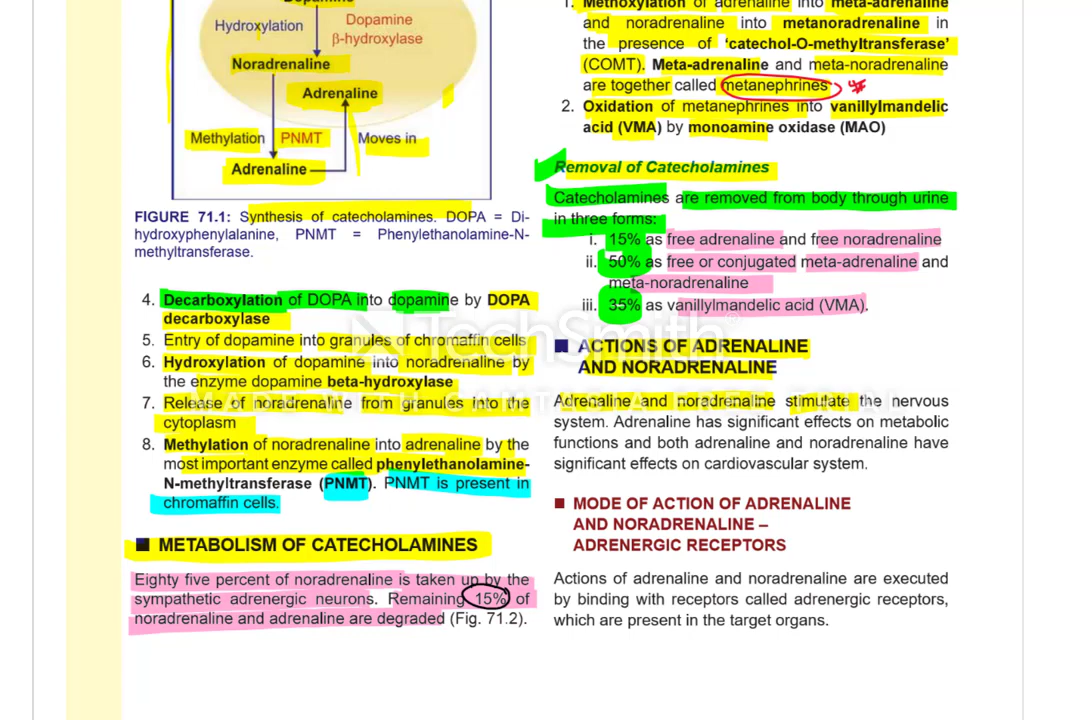 Dopamine
Hydroxylation
Dopamine
β-hydroxylase
Noradrenaline
Adrenaline
Methylation
PNMT
Moves in
Adrenaline
FIGURE 71.1: Synthesis of catecholamines. DOPA = Di-
hydroxyphenylalanine, PNMT = Phenylethanolamine-N-
methyltransferase.
4. Decarboxylation of DOPA into dopamine by DOPA
decarboxylase
5. Entry of dopamine into granules of chromaffin cells
6. Hydroxylation of dopamine into noradrenaline by
the enzyme dopamine beta-hydroxylase
7. Release of noradrenaline from granules into the
cytoplasm
8. Methylation of noradrenaline into adrenaline by the
most important enzyme called phenylethanolamine-
N-methyltransferase (PNMT). PNMT is present in
chromaffin cells.
METABOLISM OF CATECHOLAMINES
Eighty five percent of noradrenaline is taken up by the
sympathetic adrenergic neurons. Remaining 15% of
noradrenaline and adrenaline are degraded (Fig. 71.2).
1. Methoxylation of adrenaline into meta-adrenaline
and noradrenaline into metanoradrenaline in
the presence of ‘catechol-O-methyltransferase’
(COMT). Meta-adrenaline and meta-noradrenaline
are together called metanephrines
2. Oxidation of metanephrines into vanillylmandelic
acid (VMA) by monoamine oxidase (MAO)
Removal of Catecholamines
Catecholamines are removed from body through urine
in three forms:
i. 15% as free adrenaline and free noradrenaline
ii. 50% as free or conjugated meta-adrenaline and
meta-noradrenaline
iii. 35% as vanillylmandelic acid (VMA).
ACTIONS OF ADRENALINE
AND NORADRENALINE
Adrenaline and noradrenaline stimulate the nervous
system. Adrenaline has significant effects on metabolic
functions and both adrenaline and noradrenaline have
significant effects on cardiovascular system.
MODE OF ACTION OF ADRENALINE
AND NORADRENALINE –
ADRENERGIC RECEPTORS
Actions of adrenaline and noradrenaline are executed
by binding with receptors called adrenergic receptors,
which are present in the target organs.
TechSmith
MADE WITH CAMTASIA FREE TRIAL